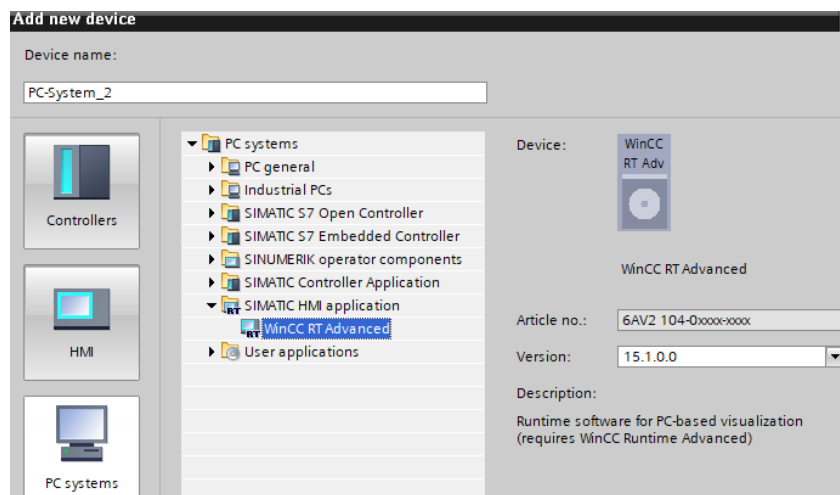 Add new device
Device name:
PC-System_2
Controllers
HMI
PC systems
PC systems
PC general
Industrial PCs
SIMATIC S7 Open Controller
SIMATIC S7 Embedded Controller
SINUMERIK operator components
SIMATIC Controller Application
SIMATIC HMI application
WinCC RT Advanced
User applications
Device:
WinCC
RT Adv
WinCC RT Advanced
Article no.:
6AV2 104-0xxxx-xxxx
Version:
15.1.0.0
Description:
Runtime software for PC-based visualization
(requires WinCC Runtime Advanced)